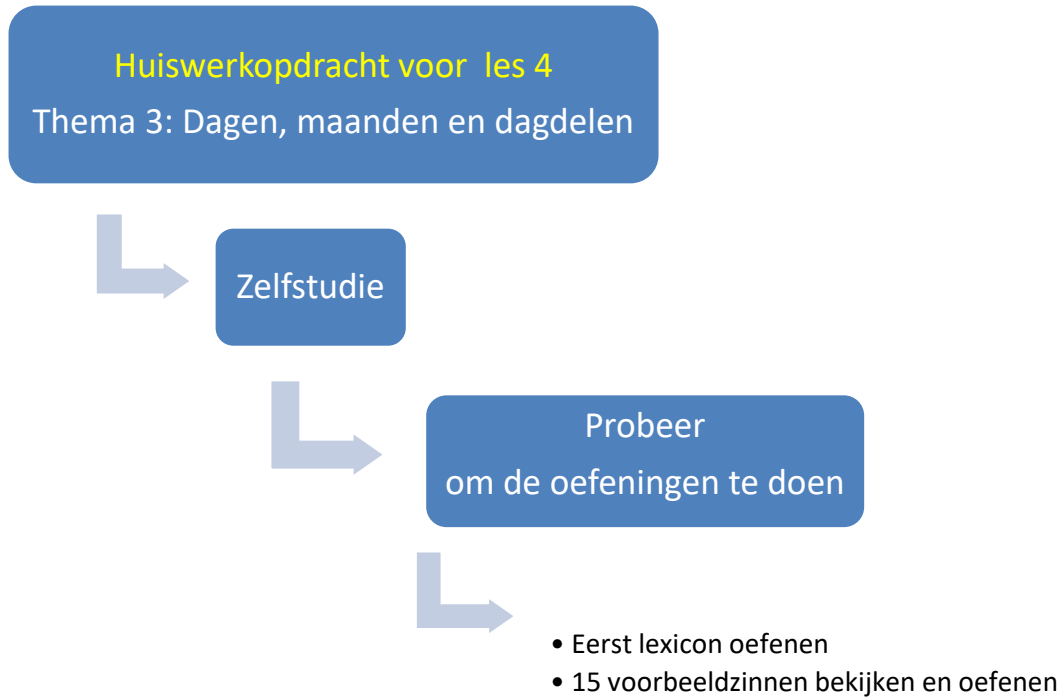 Huiswerkopdracht voor les 4
Thema 3: Dagen, maanden en dagdelen
Zelfstudie
Probeer
om de oefeningen te doen
• Eerst lexicon oefenen
• 15 voorbeeldzinnen bekijken en oefenen